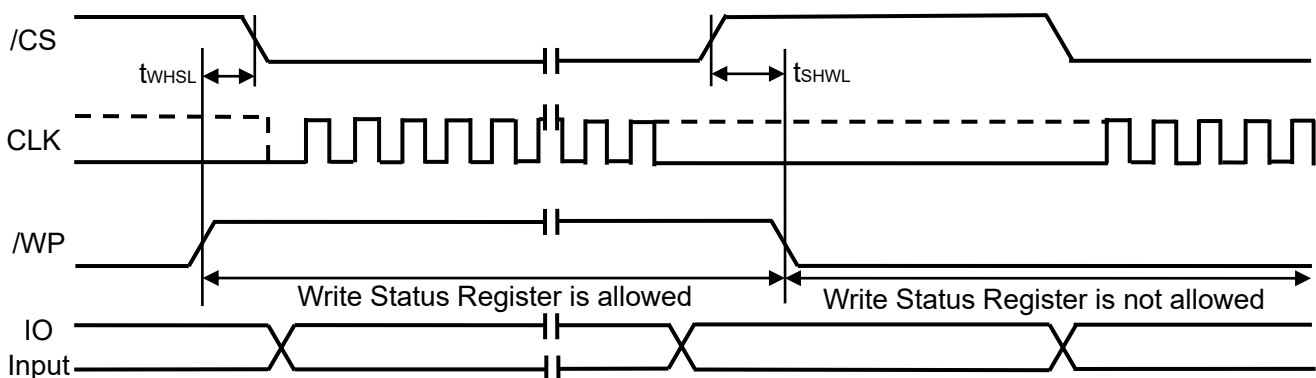 /CS
tWHSL
tSHWL
CLK
/WP
Write Status Register is allowed
Write Status Register is not allowed
IO
Input